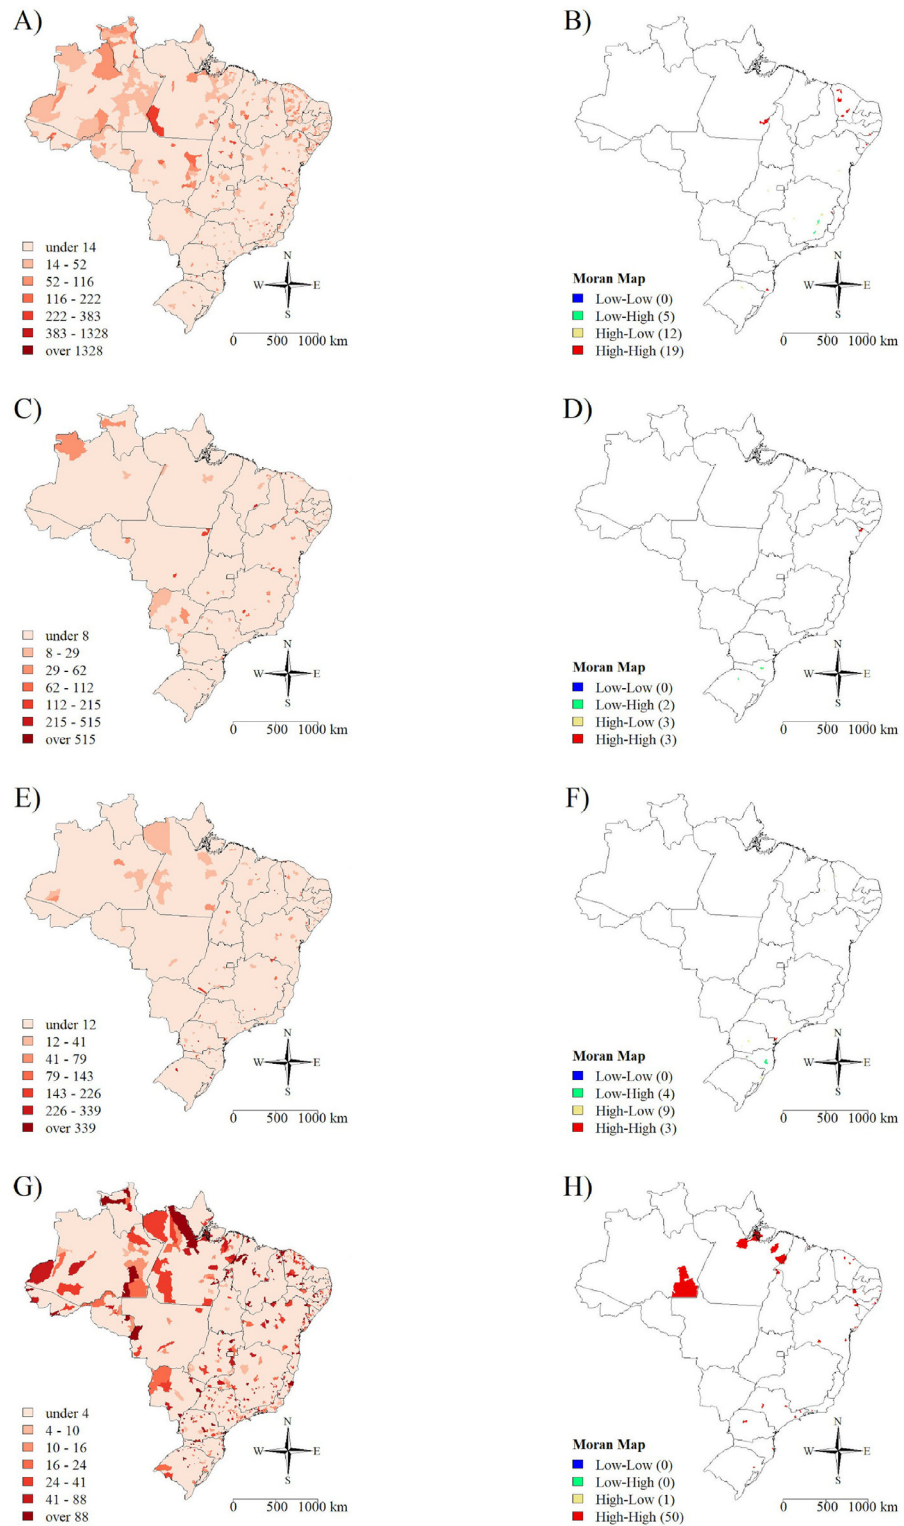 A)
under 14
14 - 52
52 - 116
116 - 222
222 - 383
383 - 1328
over 1328
N
W E
S
0 500 1000 km
B)
Moran Map
Low-Low (0)
Low-High (5)
High-Low (12)
High-High (19)
N
W E
S
0 500 1000 km
C)
under 8
8 - 29
29 - 62
62 - 112
112 - 215
215 - 515
over 515
N
W E
S
0 500 1000 km
D)
Moran Map
Low-Low (0)
Low-High (2)
High-Low (3)
High-High (3)
N
W E
S
0 500 1000 km
E)
under 12
12 - 41
41 - 79
79 - 143
143 - 226
226 - 339
over 339
N
W E
S
0 500 1000 km
F)
Moran Map
Low-Low (0)
Low-High (4)
High-Low (9)
High-High (3)
N
W E
S
0 500 1000 km
G)
under 4
4 - 10
10 - 16
16 - 24
24 - 41
41 - 88
over 88
N
W E
S
0 500 1000 km
H)
Moran Map
Low-Low (0)
Low-High (0)
High-Low (1)
High-High (50)
N
W E
S
0 500 1000 km